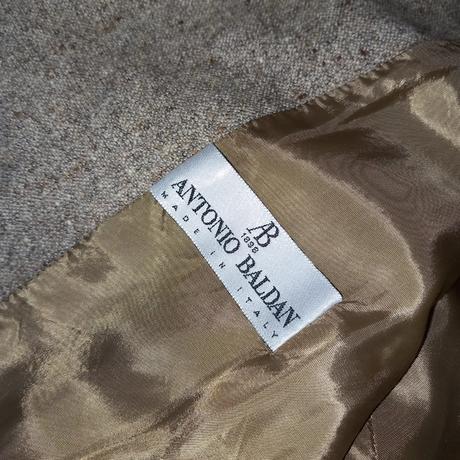 AB
1898
ANTONIO BALDAN
MADE IN ITALY